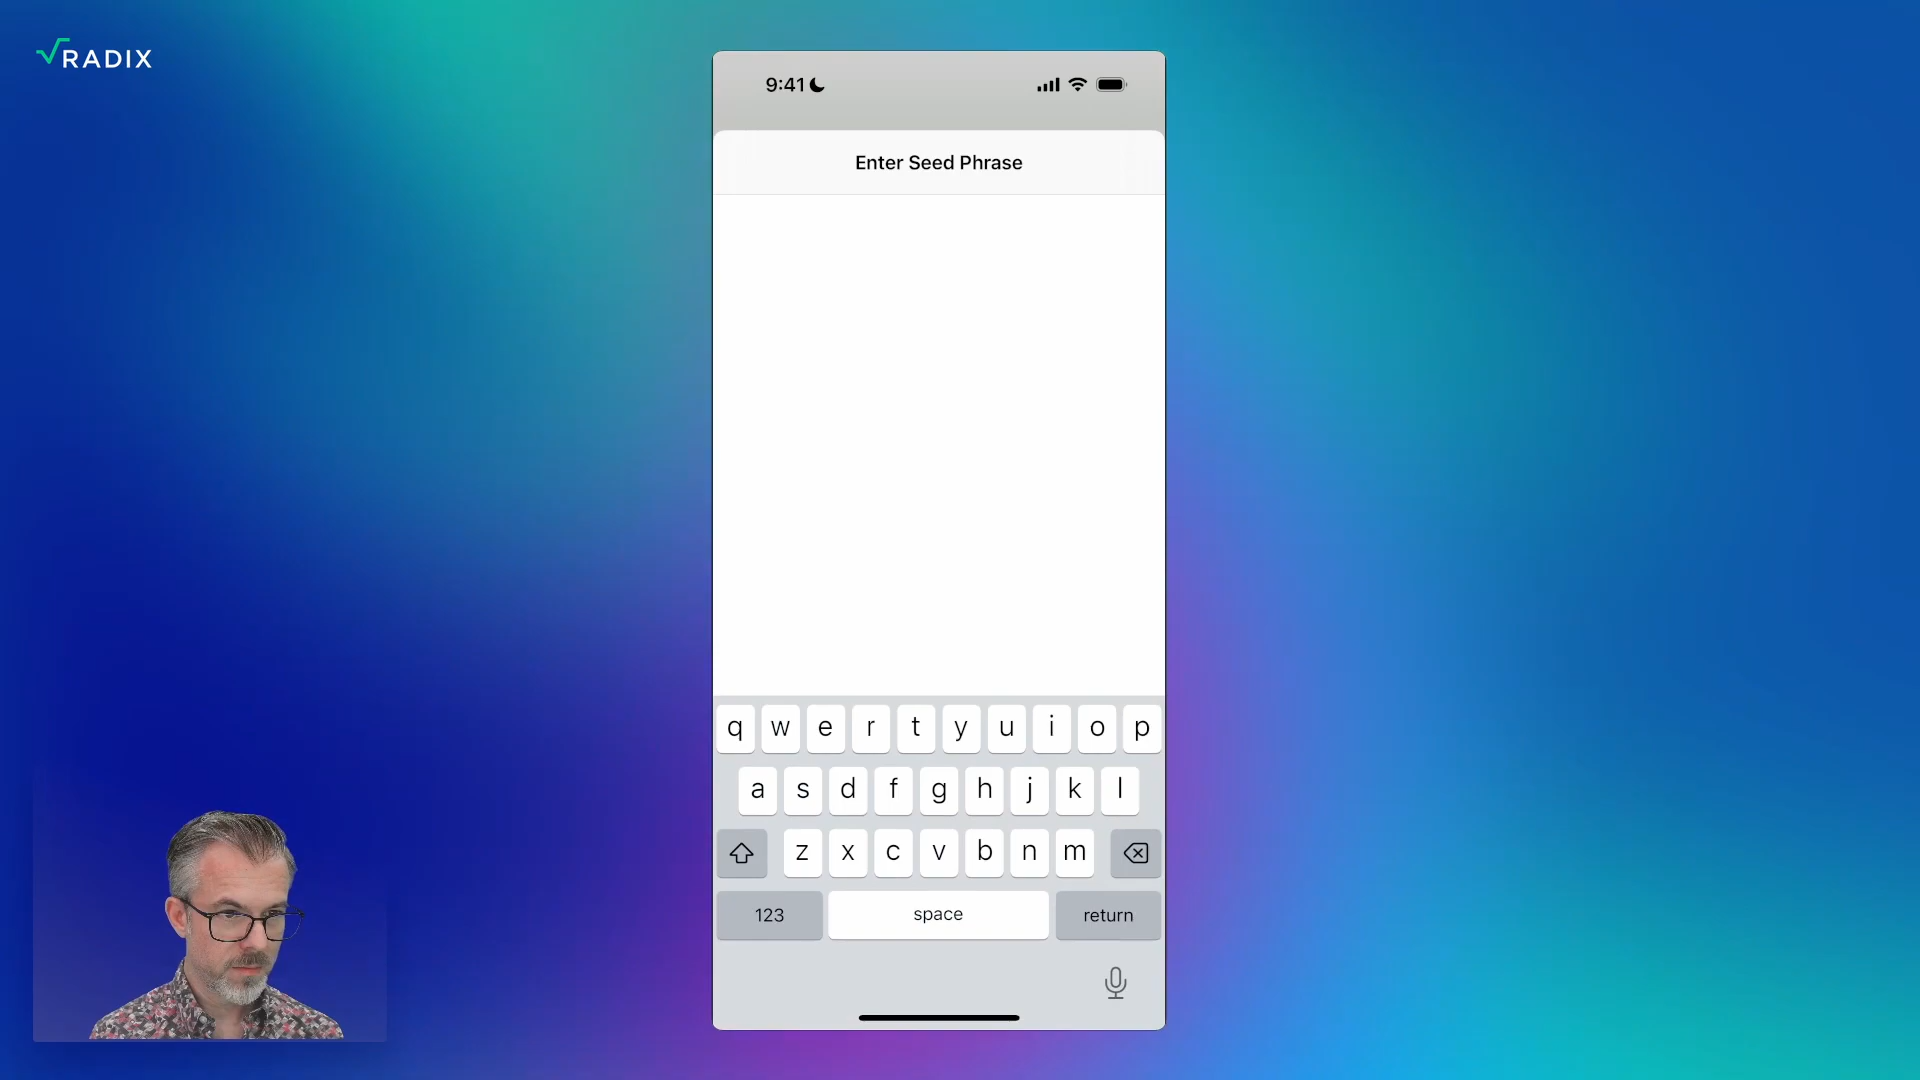 RADIX
9:41
Enter Seed Phrase
q w e r t y u i o p
a s d f g h j k l
z x c v b n m
123 space return